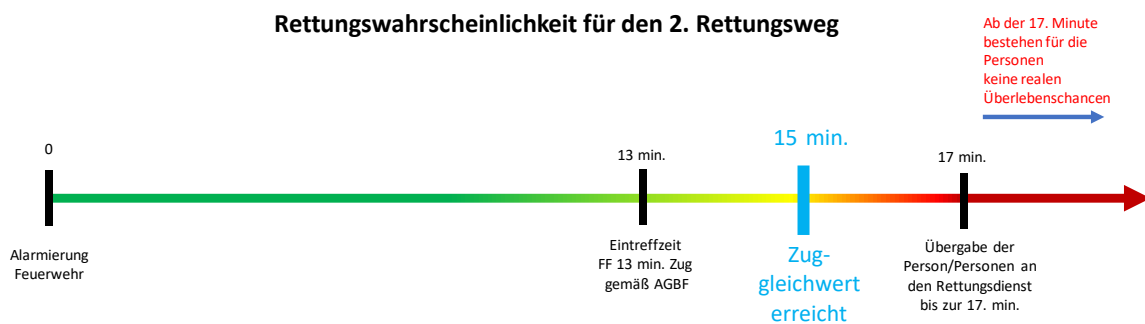 Rettungswahrscheinlichkeit für den 2. Rettungsweg
Ab der 17. Minute
bestehen für die
Personen
keine realen
Überlebenschancen
0
13 min.
15 min.
17 min.
Alarmierung
Feuerwehr
Eintreffzeit
FF 13 min. Zug
gemäß AGBF
Zug-
gleichwert
erreicht
Übergabe der
Person/Personen an
den Rettungsdienst
bis zur 17. min.